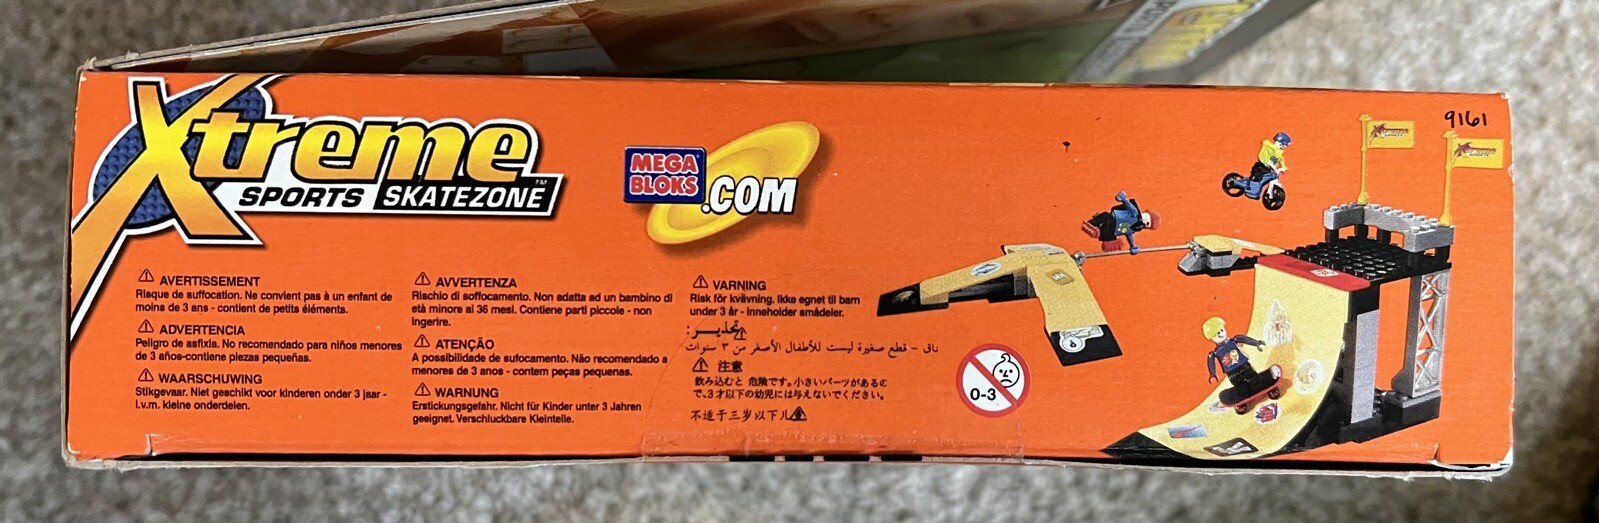 Xtreme
SPORTS SKATEZONE™
MEGA
BLOKS
.COM
9161
Xtreme
Xtreme
⚠ AVERTISSEMENT
Risque de suffocation. Ne convient pas à un enfant de
moins de 3 ans - contient de petits éléments.
⚠ ADVERTENCIA
Peligro de asfixia. No recomendado para niños menores
de 3 años-contiene piezas pequeñas.
⚠ WAARSCHUWING
Stikgevaar. Niet geschikt voor kinderen onder 3 jaar -
i.v.m. kleine onderdelen.
⚠ AVVERTENZA
Rischio di soffocamento. Non adatta ad un bambino di
età minore ai 36 mesi. Contiene parti piccole - non
ingerire.
⚠ ATENÇÃO
A possibilidade de sufocamento. Não recomendado a
menores de 3 anos - contem peças pequenas.
⚠ WARNUNG
Erstickungsgefahr. Nicht für Kinder unter 3 Jahren
geeignet. Verschluckbare Kleinteile.
⚠ VARNING
Risk för kvävning. Ikke egnet til barn
under 3 år - Inneholder smådeler.
⚠ تحذير:
ناق - قطع صغيرة ليست للأطفال الأصغر من ٣ سنوات
⚠ 注意
飲み込むと 危険です。小さいパーツがあるの
で、3才以下の幼児には与えないでください。
不适于三岁以下儿⚠
0-3